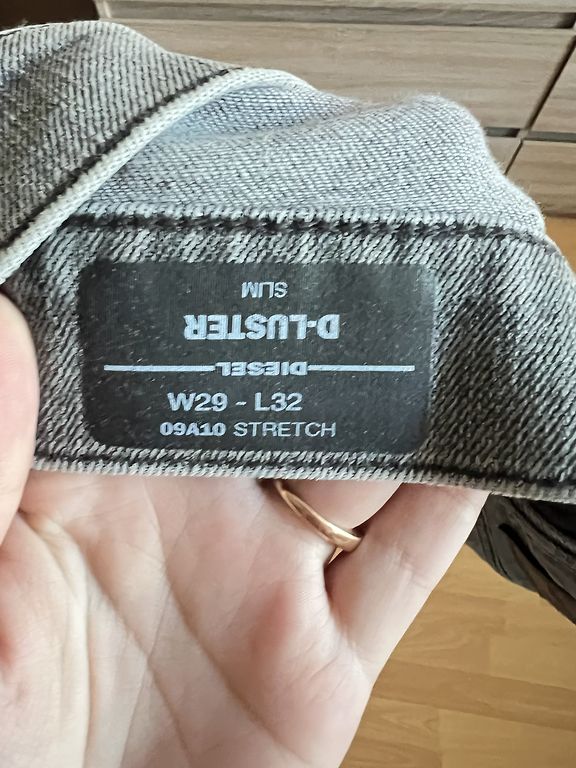 SLIM
D-LUSTER
DIESEL
W29 - L32
09A10 STRETCH